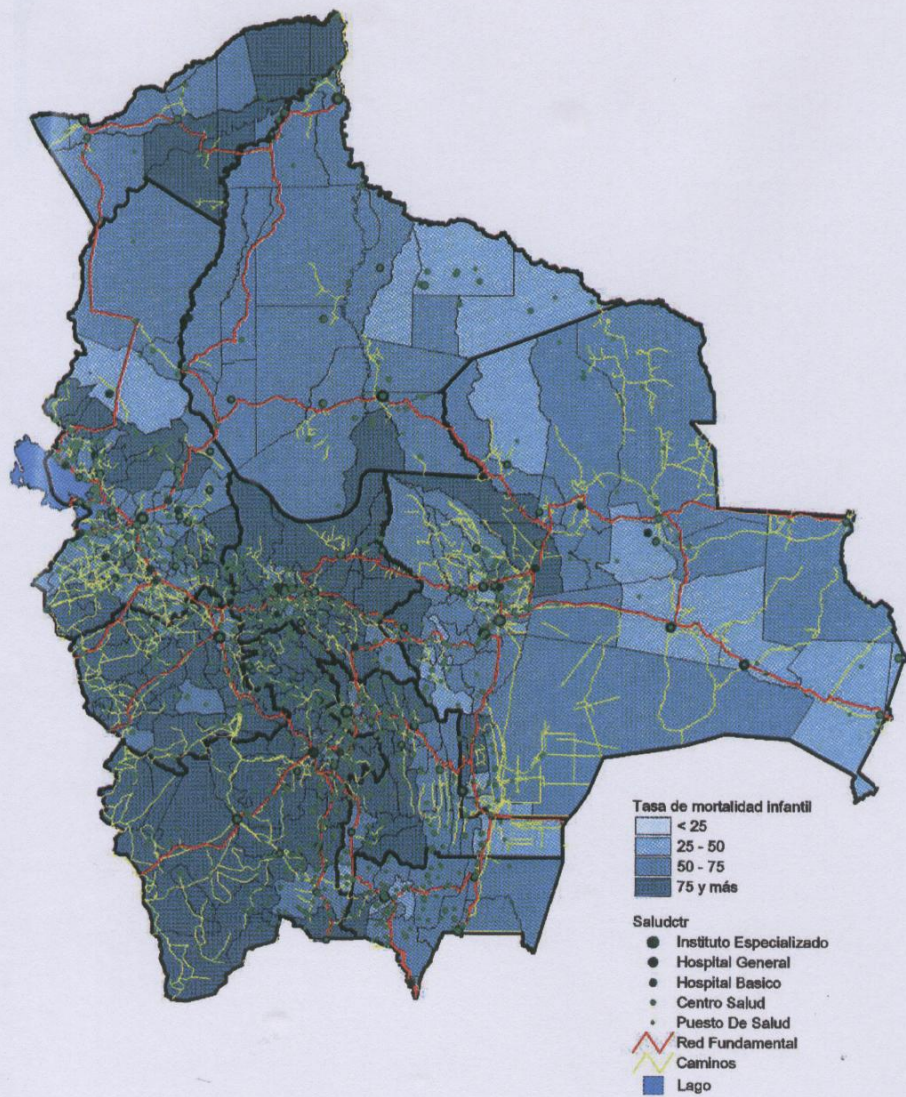 Tasa de mortalidad infantil
< 25
25 - 50
50 - 75
75 y más
Saludctr
Instituto Especializado
Hospital General
Hospital Basico
Centro Salud
Puesto De Salud
Red Fundamental
Caminos
Lago